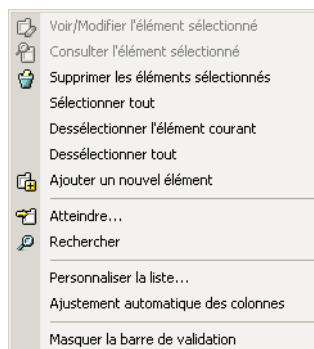 Voir/Modifier l'élément sélectionné
Consulter l'élément sélectionné
Supprimer les éléments sélectionnés
Sélectionner tout
Dessélectionner l'élément courant
Dessélectionner tout
Ajouter un nouvel élément
Atteindre...
Rechercher
Personnaliser la liste...
Ajustement automatique des colonnes
Masquer la barre de validation